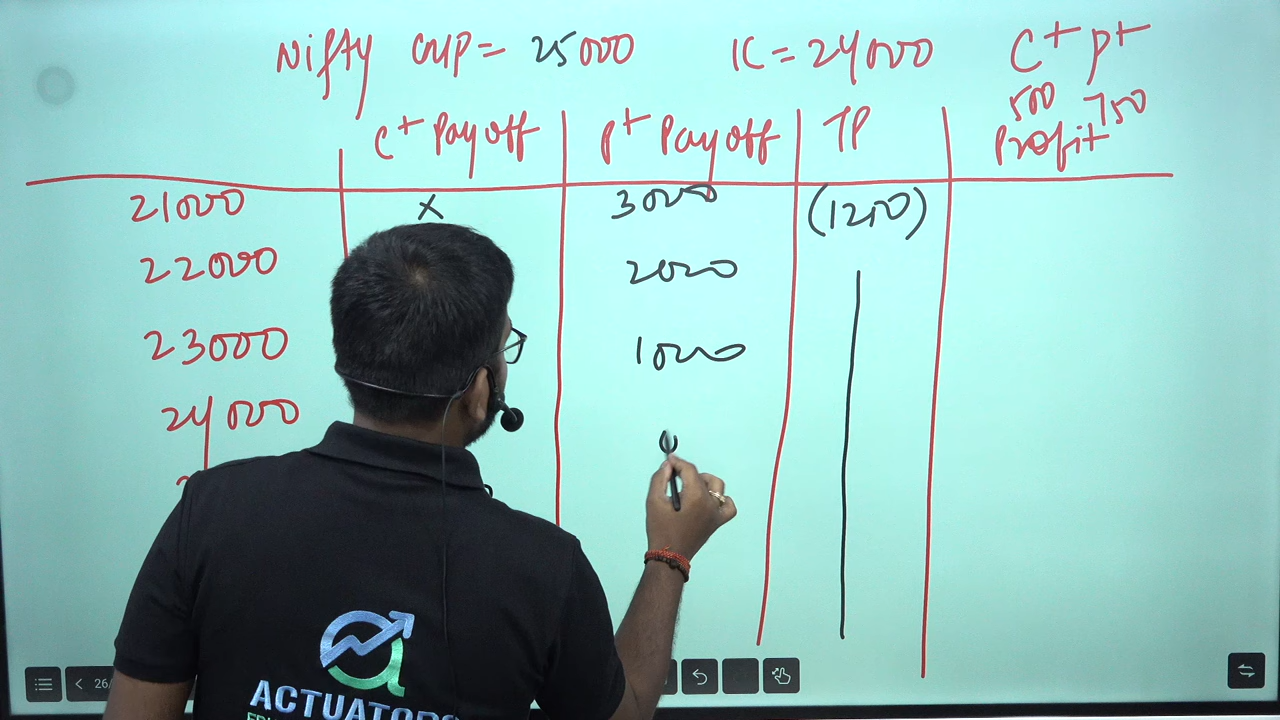 Nifty CMP = 25000 IC = 24000 C+ P+
500 750
C+ Payoff P+ Payoff TP Profit
21000 X 3000 (1250)
22000 2000
23000 1000
24000 0
26
ACTUATORS